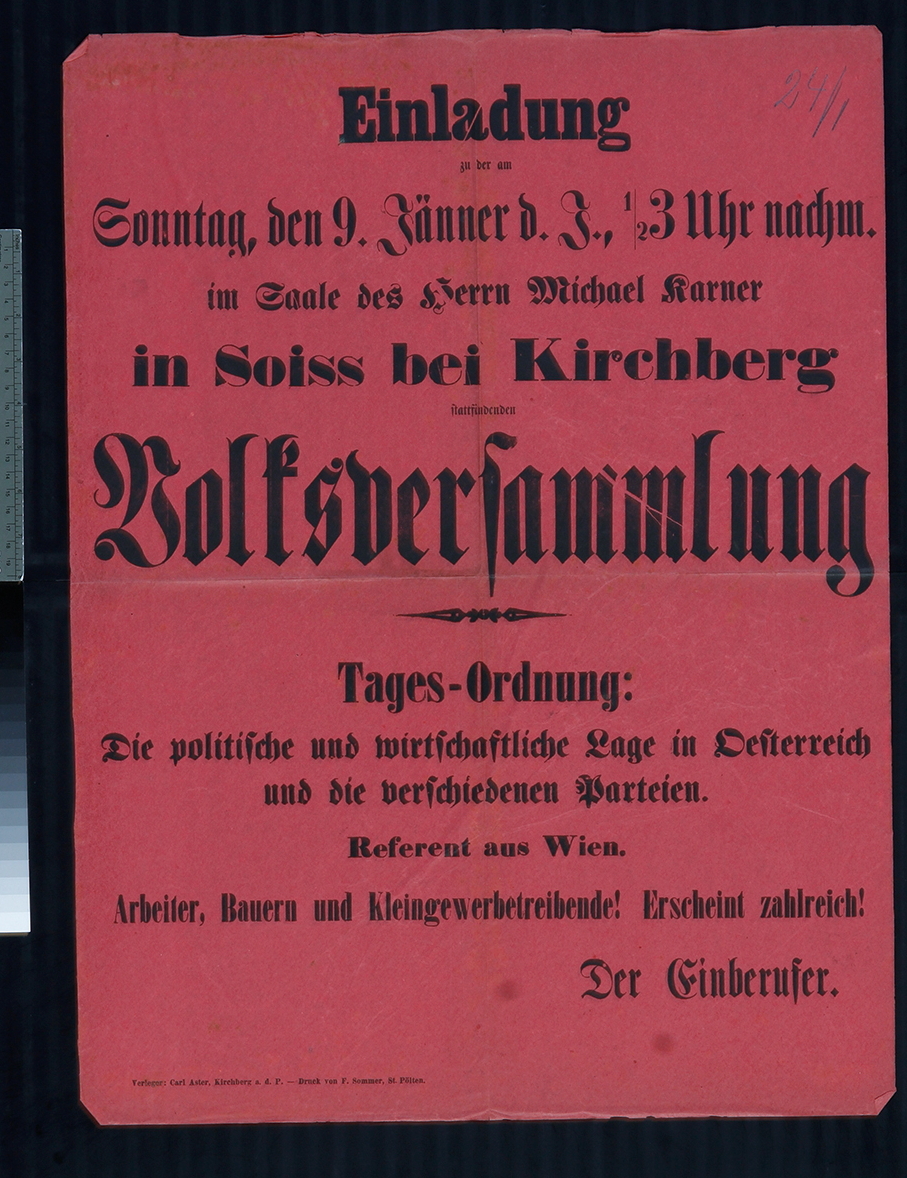 24/1
Einladung
zu der am
Sonntag, den 9. Jänner d. J., 1/2 3 Uhr nachm.
im Saale des Herrn Michael Karner
in Soiss bei Kirchberg
stattfindenden
Volksversammlung
Tages-Ordnung:
Die politische und wirtschaftliche Lage in Oesterreich
und die verschiedenen Parteien.
Referent aus Wien.
Arbeiter, Bauern und Kleingewerbetreibende! Erscheint zahlreich!
Der Einberufer.
Verleger: Carl Aster, Kirchberg a. d. P. — Druck von F. Sommer, St. Pölten.